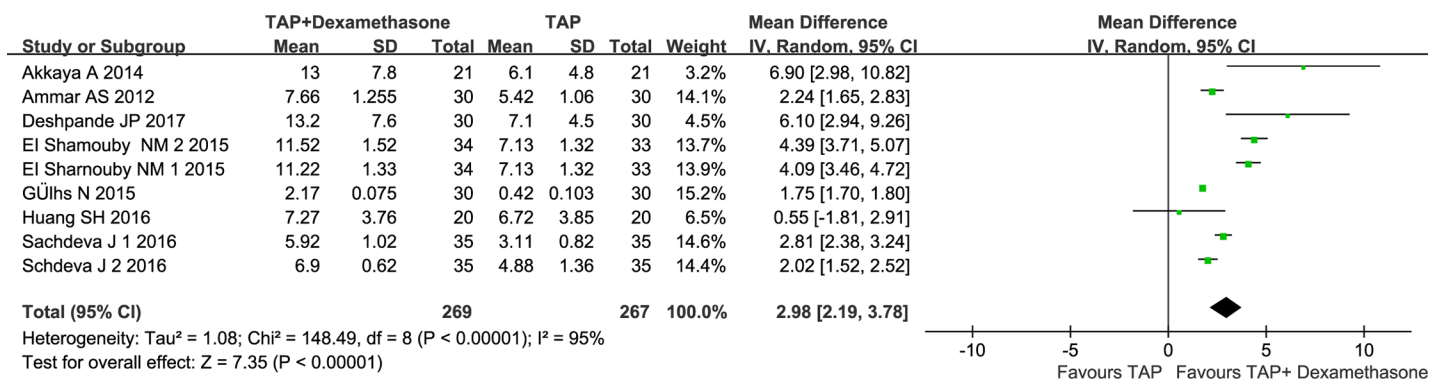 TAP+Dexamethasone TAP Mean Difference Mean Difference
Study or Subgroup Mean SD Total Mean SD Total Weight IV, Random, 95% CI IV, Random, 95% CI
Akkaya A 2014 13 7.8 21 6.1 4.8 21 3.2% 6.90 [2.98, 10.82]
Ammar AS 2012 7.66 1.255 30 5.42 1.06 30 14.1% 2.24 [1.65, 2.83]
Deshpande JP 2017 13.2 7.6 30 7.1 4.5 30 4.5% 6.10 [2.94, 9.26]
EI Shamouby NM 2 2015 11.52 1.52 34 7.13 1.32 33 13.7% 4.39 [3.71, 5.07]
EI Sharnouby NM 1 2015 11.22 1.33 34 7.13 1.32 33 13.9% 4.09 [3.46, 4.72]
GÜlhs N 2015 2.17 0.075 30 0.42 0.103 30 15.2% 1.75 [1.70, 1.80]
Huang SH 2016 7.27 3.76 20 6.72 3.85 20 6.5% 0.55 [-1.81, 2.91]
Sachdeva J 1 2016 5.92 1.02 35 3.11 0.82 35 14.6% 2.81 [2.38, 3.24]
Schdeva J 2 2016 6.9 0.62 35 4.88 1.36 35 14.4% 2.02 [1.52, 2.52]
Total (95% CI) 269 267 100.0% 2.98 [2.19, 3.78]
Heterogeneity: Tau² = 1.08; Chi² = 148.49, df = 8 (P < 0.00001); I² = 95%
Test for overall effect: Z = 7.35 (P < 0.00001)
-10 -5 0 5 10
Favours TAP Favours TAP+ Dexamethasone